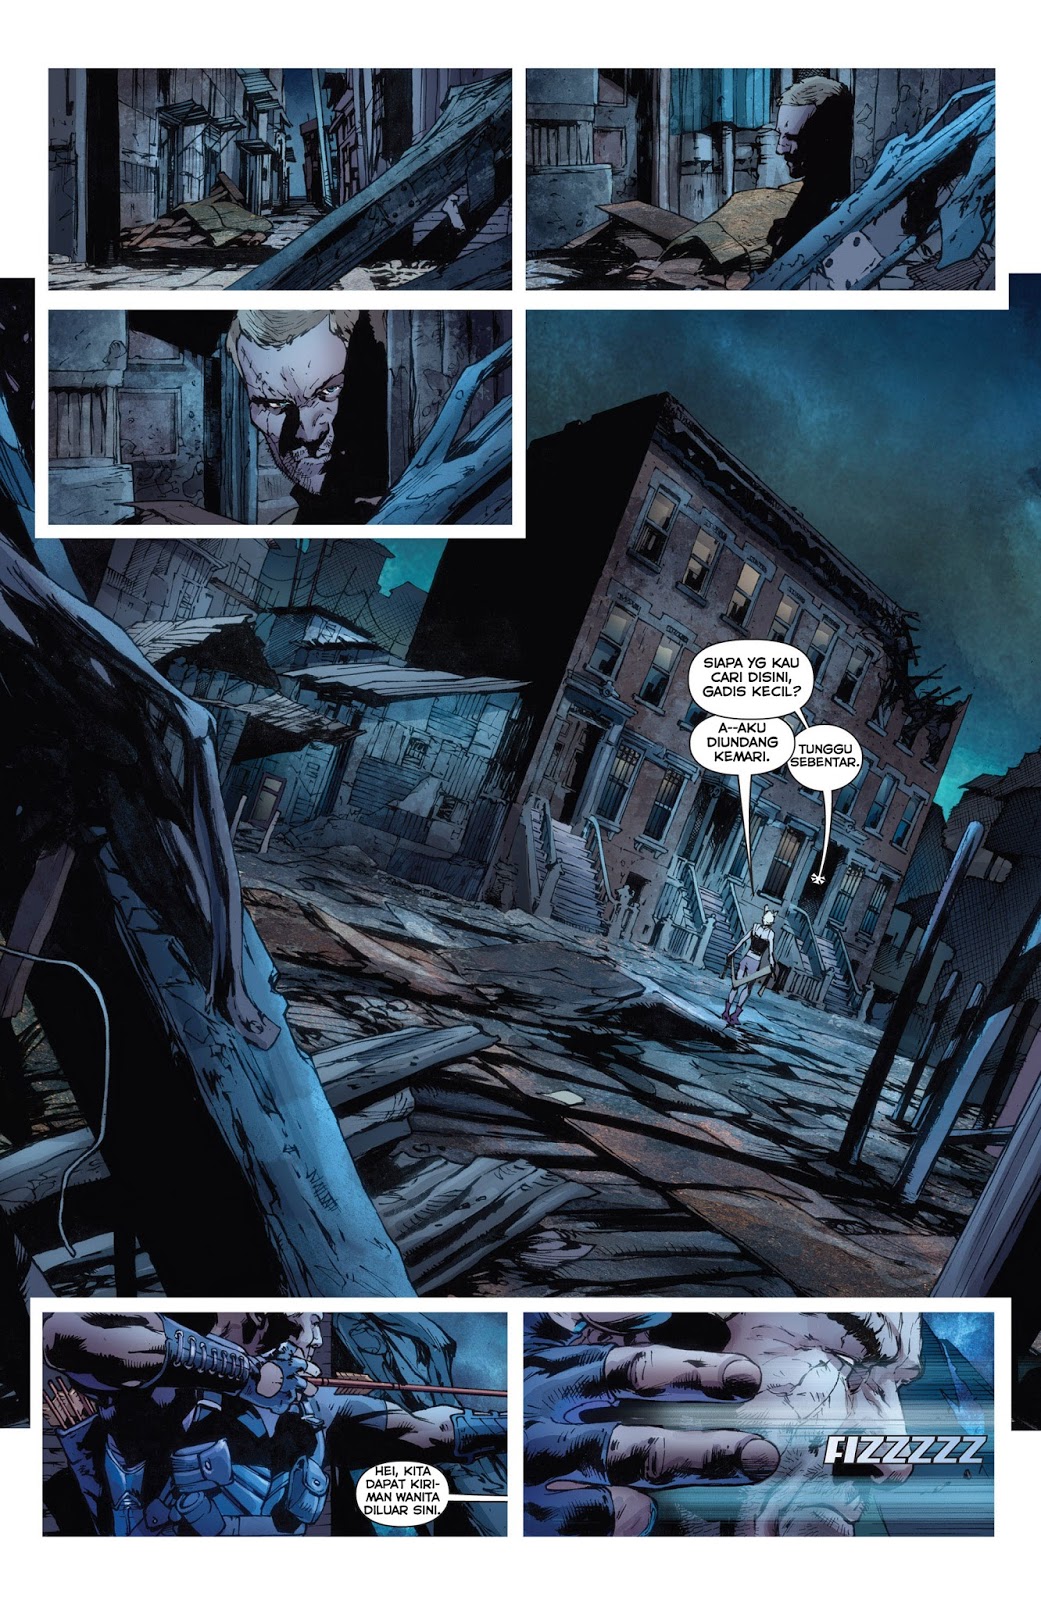 SIAPA YG KAU
CARI DISINI,
GADIS KECIL?
A--AKU
DIUNDANG
KEMARI.
TUNGGU
SEBENTAR.
HEI, KITA
DAPAT KIRI-
MAN WANITA
DILUAR SINI.
FIZZZZZ